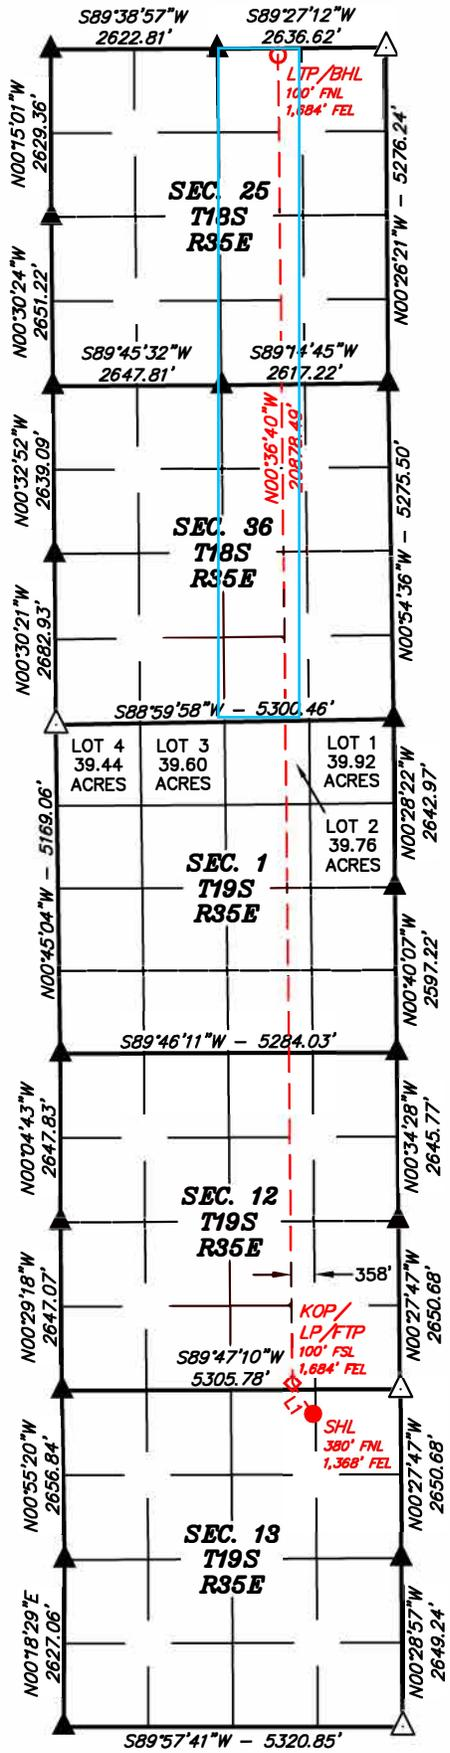 S89°38'57"W
2622.81'
S89°27'12"W
2636.62'
LTP/BHL
100' FNL
1,684' FEL
N00°15'01"W
2629.36'
N00°26'21"W – 5276.24'
SEC. 25
T18S
R35E
N00°30'24"W
2651.22'
S89°45'32"W
2647.81'
S89°14'45"W
2617.22'
N00°32'52"W
2639.09'
N00°36'40"W
20878.49'
N00°54'36"W – 5275.50'
SEC. 36
T18S
R35E
N00°30'21"W
2682.93'
S88°59'58"W – 5300.46'
LOT 4
39.44
ACRES
LOT 3
39.60
ACRES
LOT 1
39.92
ACRES
LOT 2
39.76
ACRES
N00°28'22"W
2642.97'
N00°45'04"W – 5169.06'
SEC. 1
T19S
R35E
N00°40'07"W
2597.22'
S89°46'11"W – 5284.03'
N00°04'43"W
2647.83'
N00°34'28"W
2645.77'
SEC. 12
T19S
R35E
358'
N00°29'18"W
2647.07'
N00°27'47"W
2650.68'
KOP/
LP/FTP
100' FSL
1,684' FEL
S89°47'10"W
5305.78'
L1
SHL
380' FNL
1,368' FEL
N00°55'20"W
2656.84'
N00°27'47"W
2650.68'
SEC. 13
T19S
R35E
N00°18'29"E
2627.06'
N00°28'57"W
2649.24'
S89°57'41"W – 5320.85'